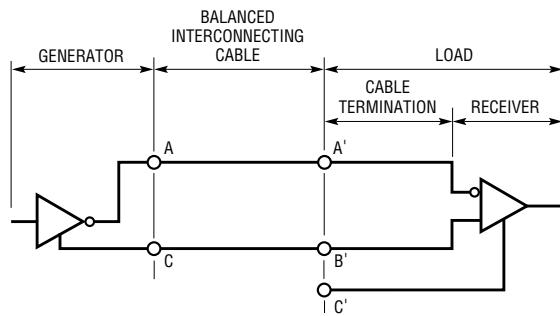 BALANCED
INTERCONNECTING
CABLE
GENERATOR
LOAD
CABLE
TERMINATION
RECEIVER
A
A'
C
B'
C'